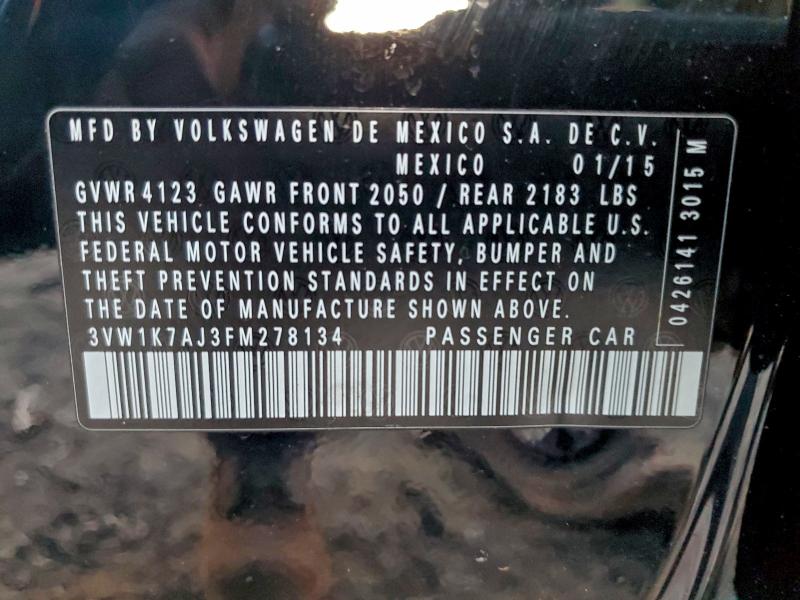 MFD BY VOLKSWAGEN DE MEXICO S.A. DE C.V.
MEXICO 01/15
GVWR 4123 GAWR FRONT 2050 / REAR 2183 LBS
THIS VEHICLE CONFORMS TO ALL APPLICABLE U.S.
FEDERAL MOTOR VEHICLE SAFETY, BUMPER AND
THEFT PREVENTION STANDARDS IN EFFECT ON
THE DATE OF MANUFACTURE SHOWN ABOVE.
3VW1K7AJ3FM278134 PASSENGER CAR
0426141 3015 M